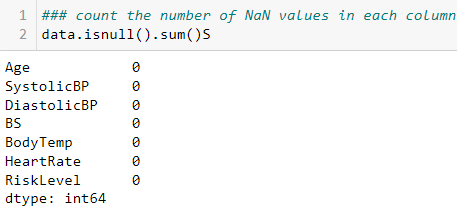 1 ### count the number of NaN values in each column
2 data.isnull().sum()S
Age 0
SystolicBP 0
DiastolicBP 0
BS 0
BodyTemp 0
HeartRate 0
RiskLevel 0
dtype: int64